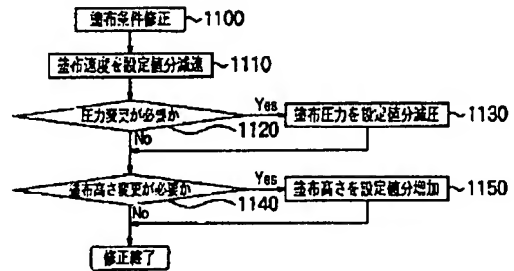 塗布条件修正
1100
塗布速度を設定値分減速
1110
圧力変更が必要か
Yes
塗布圧力を設定値分減圧
1130
1120
No
塗布高さ変更が必要か
Yes
塗布高さを設定値分増加
1150
1140
No
修正終了